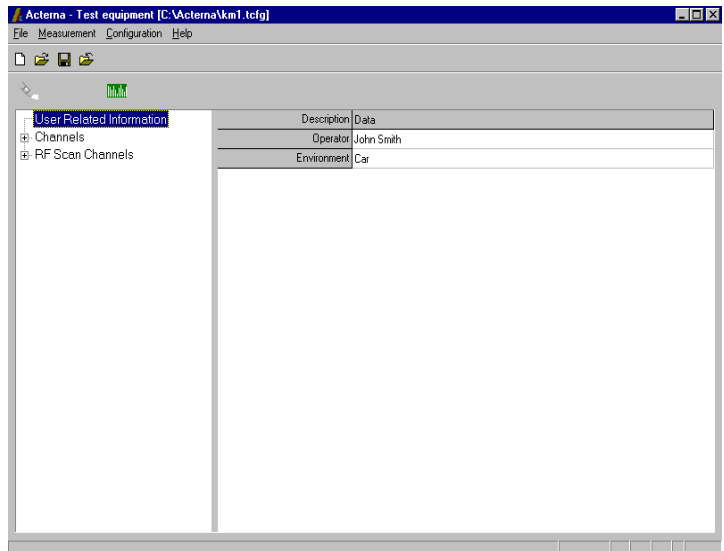 Acterna - Test equipment [C:\Acterna\km1.tcfg]
File Measurement Configuration Help
User Related Information
Channels
RF Scan Channels
Description Data
Operator John Smith
Environment Car